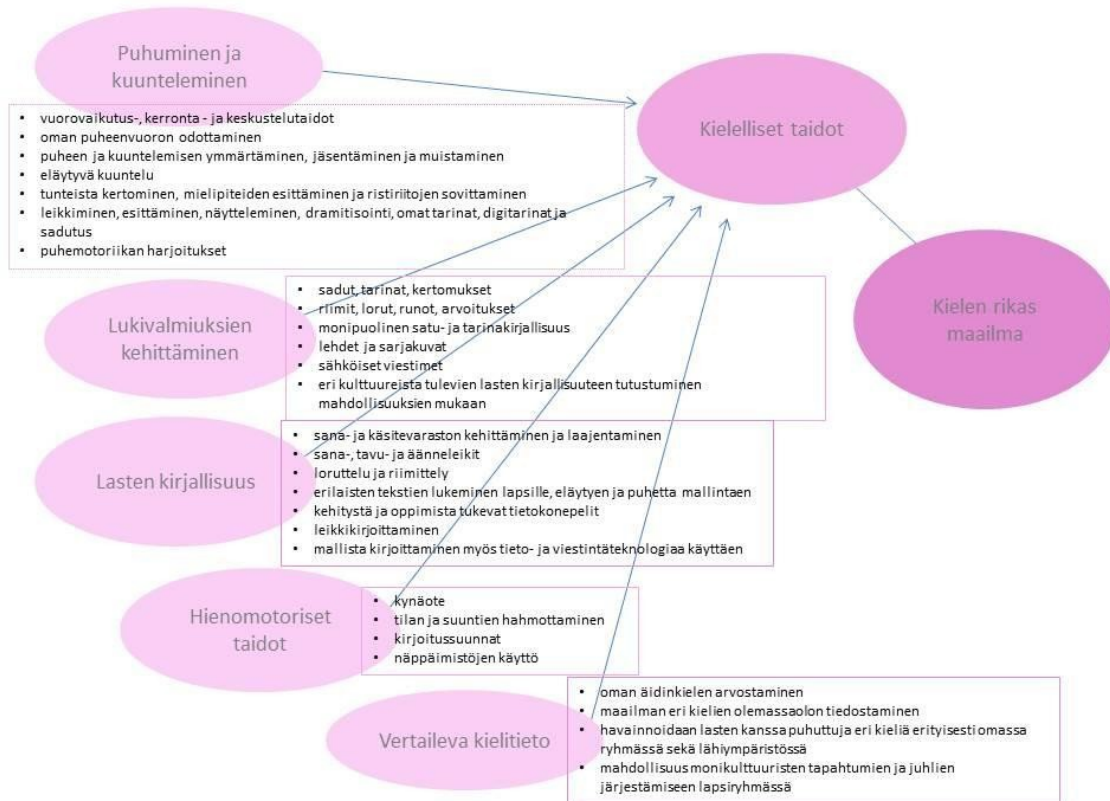 Puhuminen ja
kuunteleminen
• vuorovaikutus-, kerronta - ja keskustelutaidot
• oman puheenvuoron odottaminen
• puheen ja kuuntelemisen ymmärtäminen, jäsentäminen ja muistaminen
• eläytyvä kuuntelu
• tunteista kertominen, mielipiteiden esittäminen ja ristiriitojen sovittaminen
• leikkiminen, esittäminen, näytteleminen, dramitisointi, omat tarinat, digitarinat ja
sadutus
• puhemotoriikan harjoitukset
Kielelliset taidot
Kielen rikas
maailma
Lukivalmiuksien
kehittäminen
• sadut, tarinat, kertomukset
• riimit, lorut, runot, arvoitukset
• monipuolinen satu- ja tarinakirjallisuus
• lehdet ja sarjakuvat
• sähköiset viestimet
• eri kulttuureista tulevien lasten kirjallisuuteen tutustuminen
mahdollisuuksien mukaan
Lasten kirjallisuus
• sana- ja käsitevaraston kehittäminen ja laajentaminen
• sana-, tavu- ja äänneleikit
• loruttelu ja riimittely
• erilaisten tekstien lukeminen lapsille, eläytyen ja puhetta mallintaen
• kehitystä ja oppimista tukevat tietokonepelit
• leikkikirjoittaminen
• mallista kirjoittaminen myös tieto- ja viestintäteknologiaa käyttäen
Hienomotoriset
taidot
• kynäote
• tilan ja suuntien hahmottaminen
• kirjoitussuunnat
• näppäimistöjen käyttö
Vertaileva kielitieto
• oman äidinkielen arvostaminen
• maailman eri kielien olemassaolon tiedostaminen
• havainnoidaan lasten kanssa puhuttuja eri kieliä erityisesti omassa
ryhmässä sekä lähiympäristössä
• mahdollisuus monikulttuuristen tapahtumien ja juhlien
järjestämiseen lapsiryhmässä